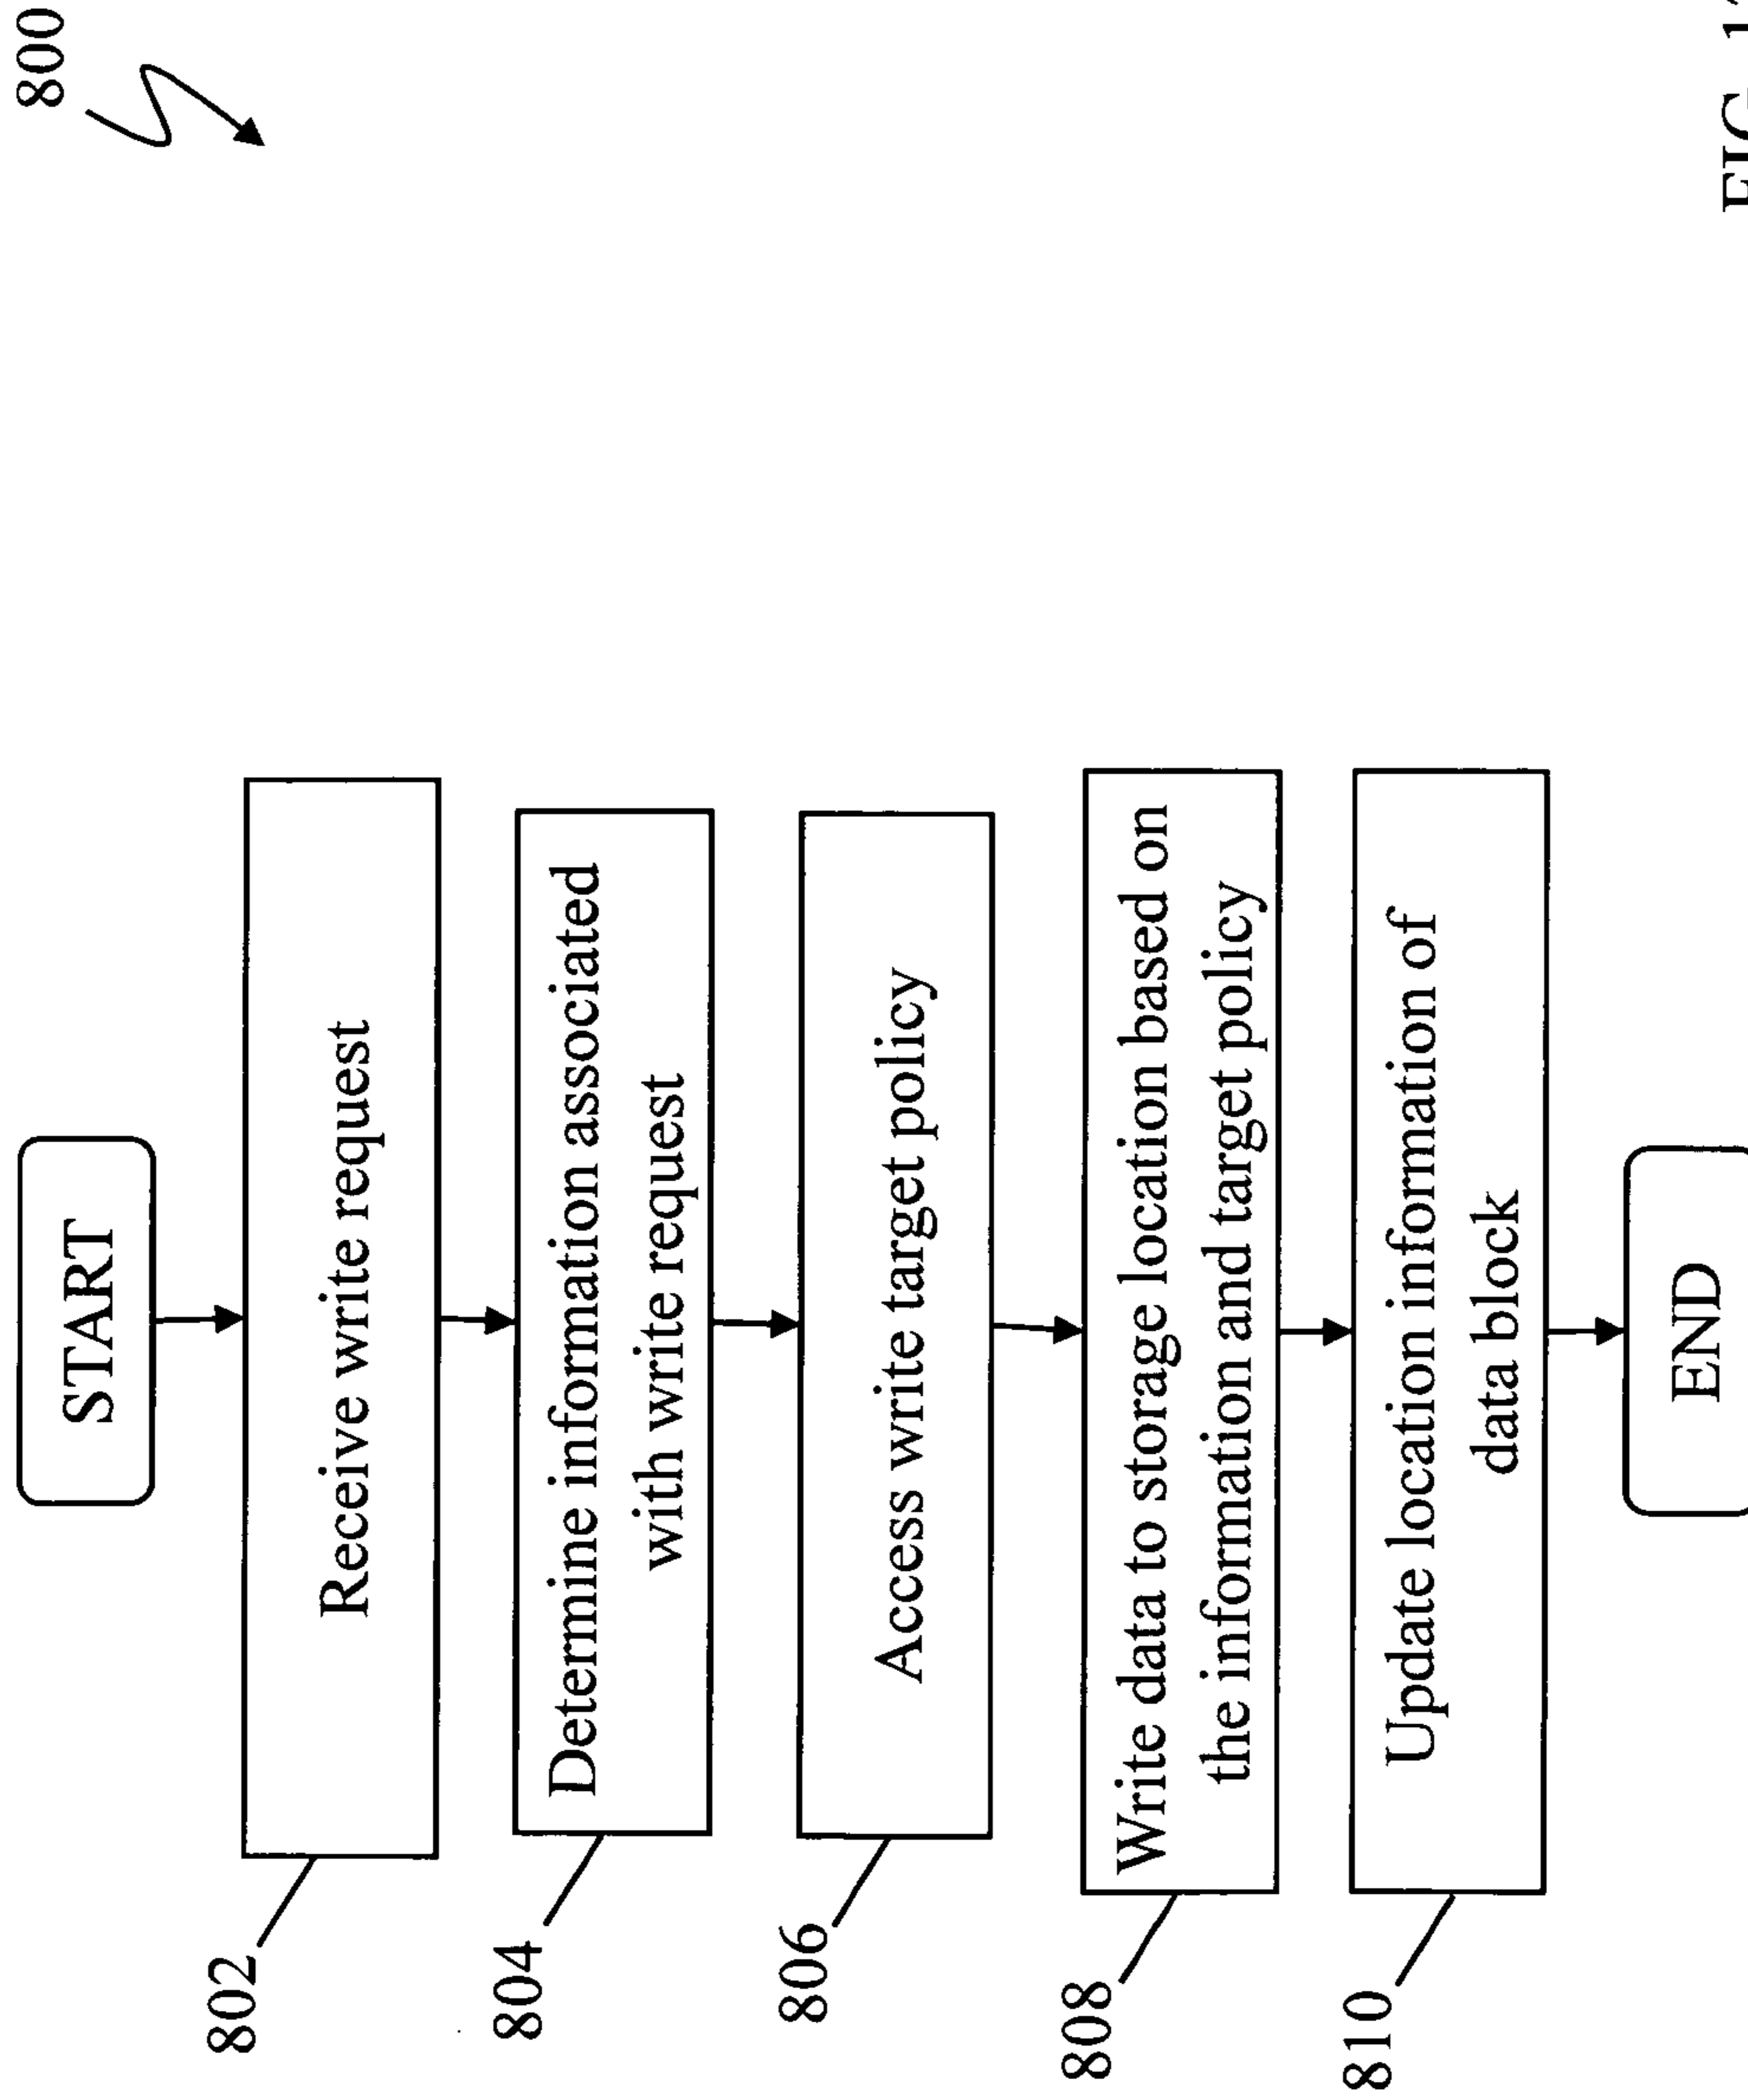 800
START
802
Receive write request
804
Determine information associated
with write request
806
Access write target policy
808
Write data to storage location based on
the information and target policy
810
Update location information of
data block
END